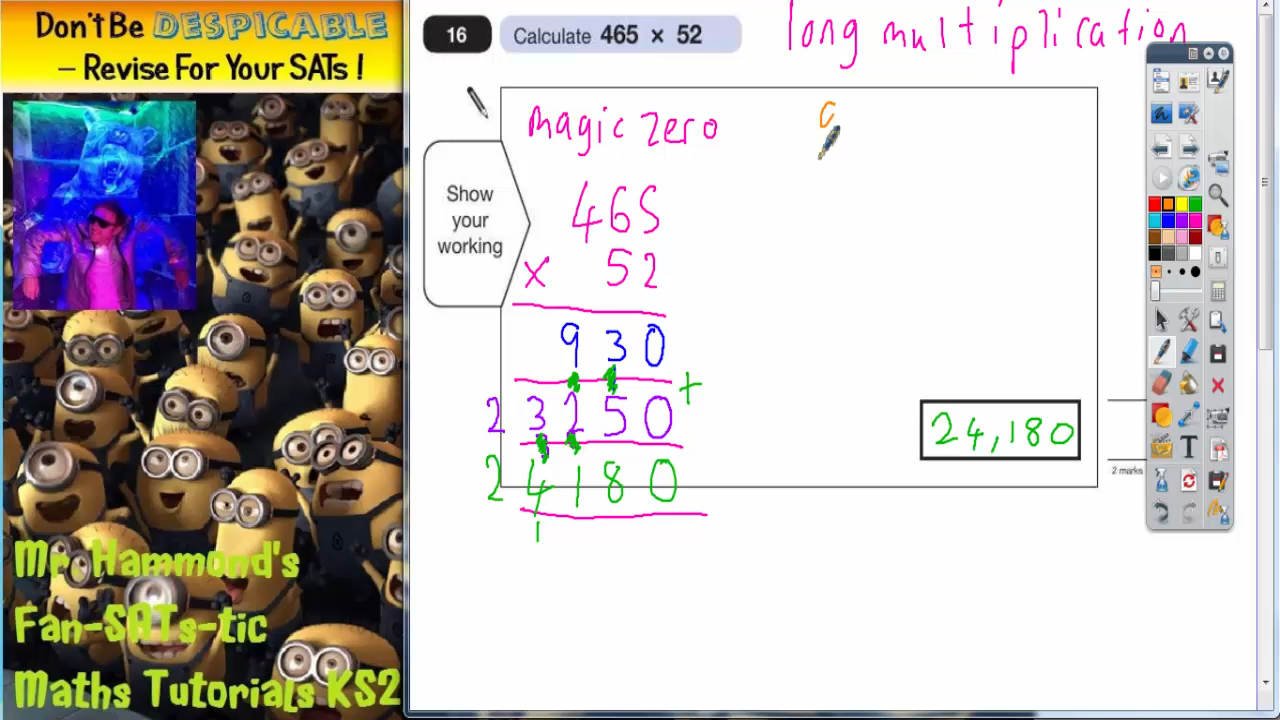 Don't Be DESPICABLE
– Revise For Your SATs !
Mr. Hammond's
Fan-SATs-tic
Maths Tutorials KS2
16
Calculate 465 × 52
long multiplication
Show
your
working
magic zero
465
x 52
930
+
23250
24180
1
24,180
2 marks